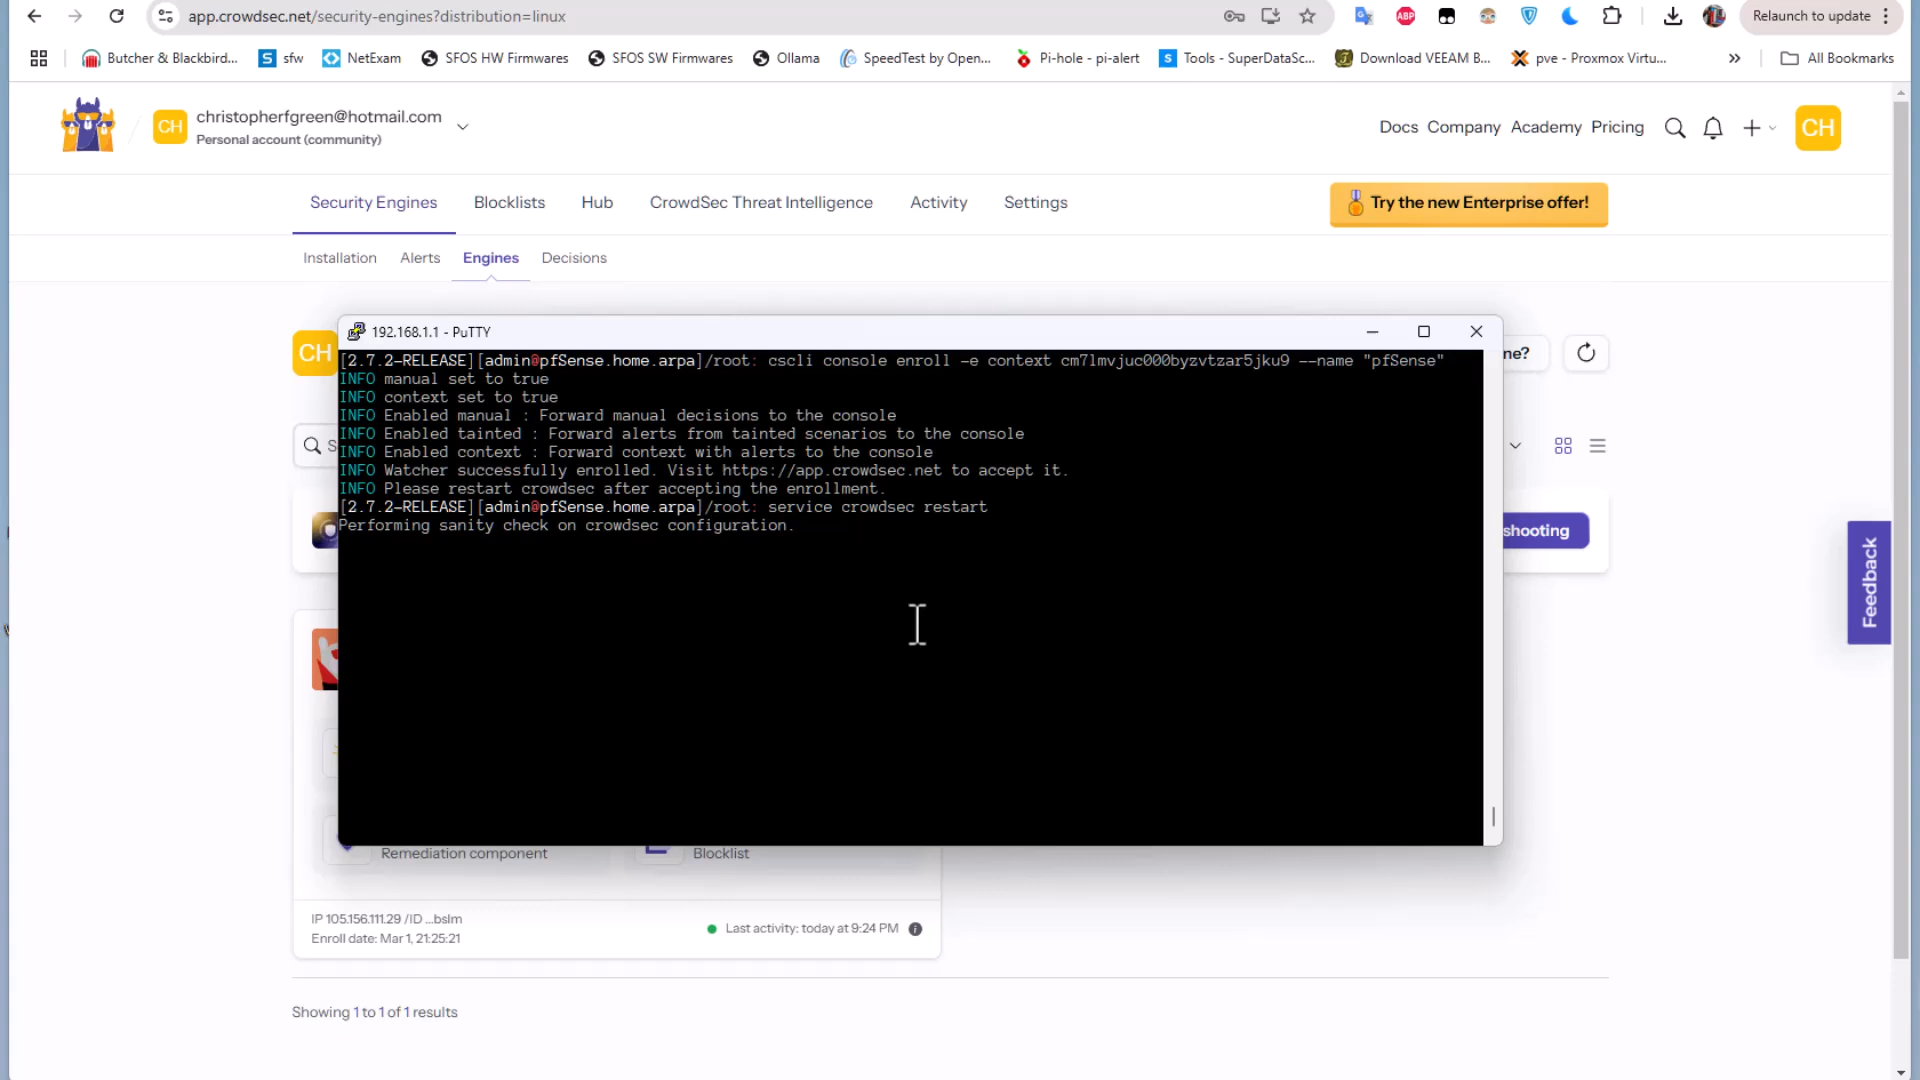 app.crowdsec.net/security-engines?distribution=linux
ABP
Relaunch to update
Butcher & Blackbird...
S sfw
NetExam
SFOS HW Firmwares
SFOS SW Firmwares
Ollama
SpeedTest by Open...
Pi-hole - pi-alert
S Tools - SuperDataSc...
Download VEEAM B...
pve - Proxmox Virtu...
All Bookmarks
CH
christopherfgreen@hotmail.com
Personal account (community)
Docs Company Academy Pricing
CH
Security Engines Blocklists Hub CrowdSec Threat Intelligence Activity Settings
Try the new Enterprise offer!
Installation Alerts Engines Decisions
CH
ne?
192.168.1.1 - PuTTY
[2.7.2-RELEASE][admin@pfSense.home.arpa]/root: cscli console enroll -e context cm7lmvjuc000byzvtzar5jku9 --name "pfSense"
INFO manual set to true
INFO context set to true
INFO Enabled manual : Forward manual decisions to the console
INFO Enabled tainted : Forward alerts from tainted scenarios to the console
INFO Enabled context : Forward context with alerts to the console
INFO Watcher successfully enrolled. Visit https://app.crowdsec.net to accept it.
INFO Please restart crowdsec after accepting the enrollment.
[2.7.2-RELEASE][admin@pfSense.home.arpa]/root: service crowdsec restart
Performing sanity check on crowdsec configuration.
S
shooting
Feedback
Remediation component
Blocklist
IP 105.156.111.29 /ID ...bslm
Enroll date: Mar 1, 21:25:21
Last activity: today at 9:24 PM
Showing 1 to 1 of 1 results